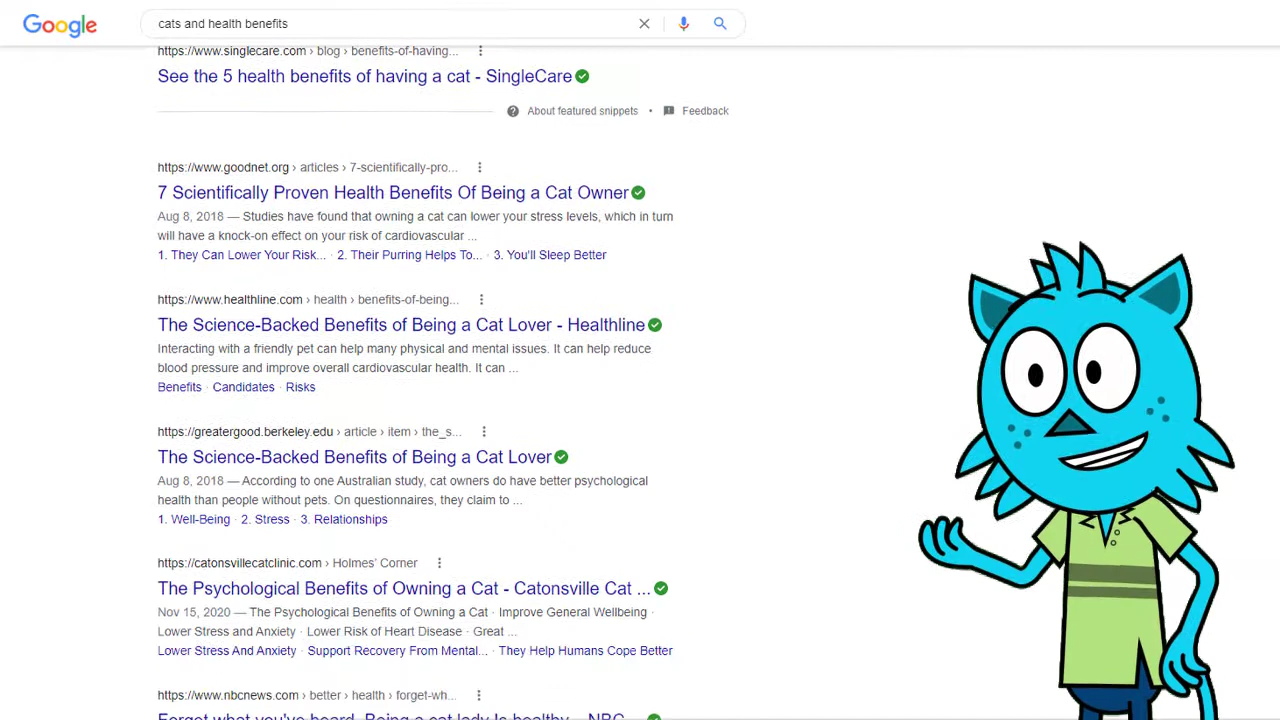 Google
cats and health benefits
https://www.singlecare.com › blog › benefits-of-having...
See the 5 health benefits of having a cat - SingleCare
About featured snippets • Feedback
https://www.goodnet.org › articles › 7-scientifically-pro...
7 Scientifically Proven Health Benefits Of Being a Cat Owner
Aug 8, 2018 — Studies have found that owning a cat can lower your stress levels, which in turn
will have a knock-on effect on your risk of cardiovascular ...
1. They Can Lower Your Risk... · 2. Their Purring Helps To... · 3. You'll Sleep Better
https://www.healthline.com › health › benefits-of-being...
The Science-Backed Benefits of Being a Cat Lover - Healthline
Interacting with a friendly pet can help many physical and mental issues. It can help reduce
blood pressure and improve overall cardiovascular health. It can ...
Benefits · Candidates · Risks
https://greatergood.berkeley.edu › article › item › the_s...
The Science-Backed Benefits of Being a Cat Lover
Aug 8, 2018 — According to one Australian study, cat owners do have better psychological
health than people without pets. On questionnaires, they claim to ...
1. Well-Being · 2. Stress · 3. Relationships
https://catonsvillecatclinic.com › Holmes' Corner
The Psychological Benefits of Owning a Cat - Catonsville Cat ...
Nov 15, 2020 — The Psychological Benefits of Owning a Cat · Improve General Wellbeing ·
Lower Stress and Anxiety · Lower Risk of Heart Disease · Great ...
Lower Stress And Anxiety · Support Recovery From Mental... · They Help Humans Cope Better
https://www.nbcnews.com › better › health › forget-wh...
Forget what you've heard. Being a cat lady Is healthy - NBC ...